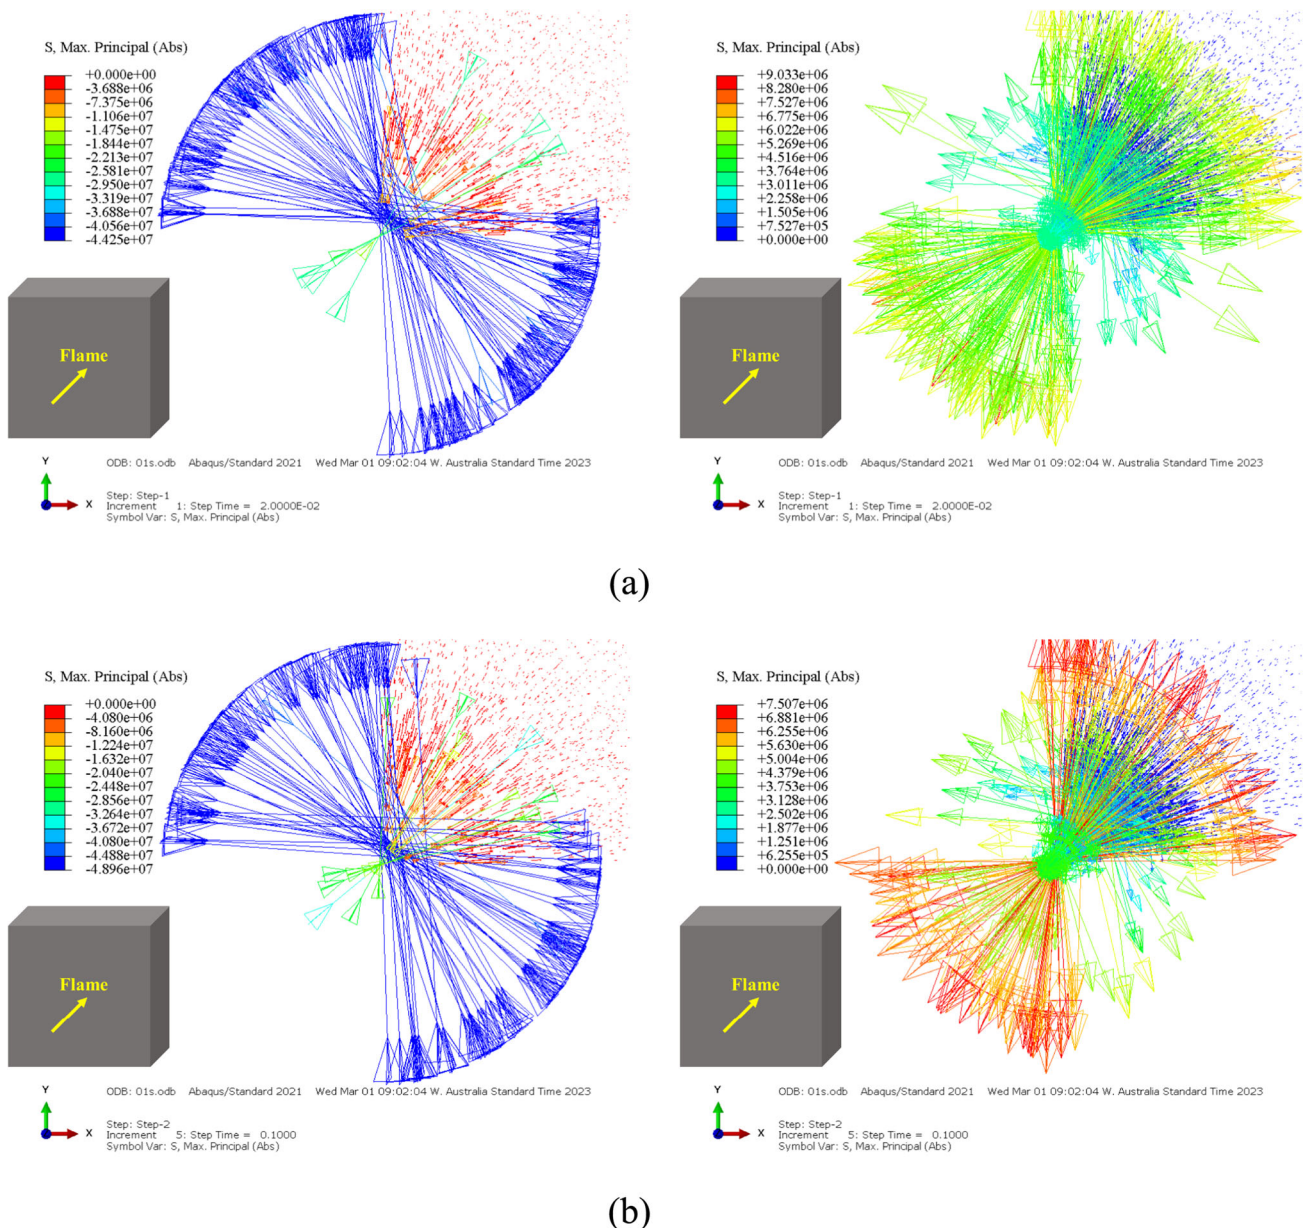 S, Max. Principal (Abs)
+0.000e+00
-3.688e+06
-7.375e+06
-1.106e+07
-1.475e+07
-1.844e+07
-2.213e+07
-2.581e+07
-2.950e+07
-3.319e+07
-3.688e+07
-4.056e+07
-4.425e+07
Flame
Y
X
ODB: 01s.odb Abaqus/Standard 2021 Wed Mar 01 09:02:04 W. Australia Standard Time 2023
Step: Step-1
Increment 1: Step Time = 2.0000E-02
Symbol Var: S, Max. Principal (Abs)
S, Max. Principal (Abs)
+9.033e+06
+8.280e+06
+7.527e+06
+6.775e+06
+6.022e+06
+5.269e+06
+4.516e+06
+3.764e+06
+3.011e+06
+2.258e+06
+1.505e+06
+7.527e+05
+0.000e+00
Flame
Y
X
ODB: 01s.odb Abaqus/Standard 2021 Wed Mar 01 09:02:04 W. Australia Standard Time 2023
Step: Step-1
Increment 1: Step Time = 2.0000E-02
Symbol Var: S, Max. Principal (Abs)
(a)
S, Max. Principal (Abs)
+0.000e+00
-4.080e+06
-8.160e+06
-1.224e+07
-1.632e+07
-2.040e+07
-2.448e+07
-2.856e+07
-3.264e+07
-3.672e+07
-4.080e+07
-4.488e+07
-4.896e+07
Flame
Y
X
ODB: 01s.odb Abaqus/Standard 2021 Wed Mar 01 09:02:04 W. Australia Standard Time 2023
Step: Step-2
Increment 5: Step Time = 0.1000
Symbol Var: S, Max. Principal (Abs)
S, Max. Principal (Abs)
+7.507e+06
+6.881e+06
+6.255e+06
+5.630e+06
+5.004e+06
+4.379e+06
+3.753e+06
+3.128e+06
+2.502e+06
+1.877e+06
+1.251e+06
+6.255e+05
+0.000e+00
Flame
Y
X
ODB: 01s.odb Abaqus/Standard 2021 Wed Mar 01 09:02:04 W. Australia Standard Time 2023
Step: Step-2
Increment 5: Step Time = 0.1000
Symbol Var: S, Max. Principal (Abs)
(b)